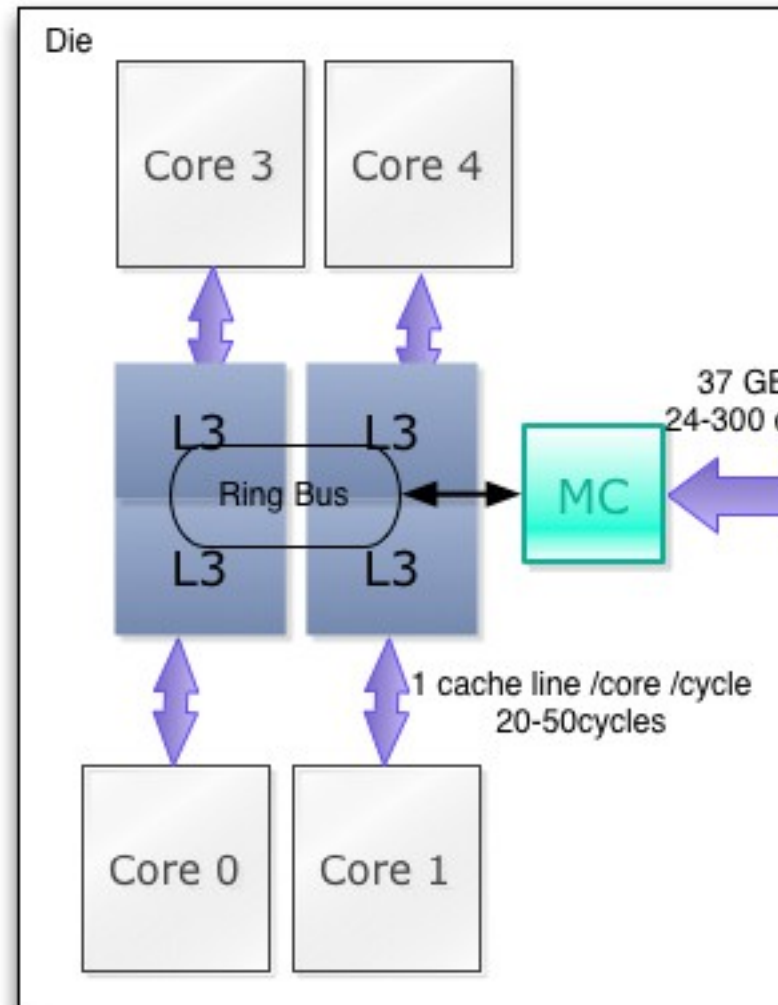 Die
Core 3
Core 4
L3
L3
37
24-300
Ring Bus
MC
L3
L3
1 cache line /core /cycle
20-50cycles
Core 0
Core 1